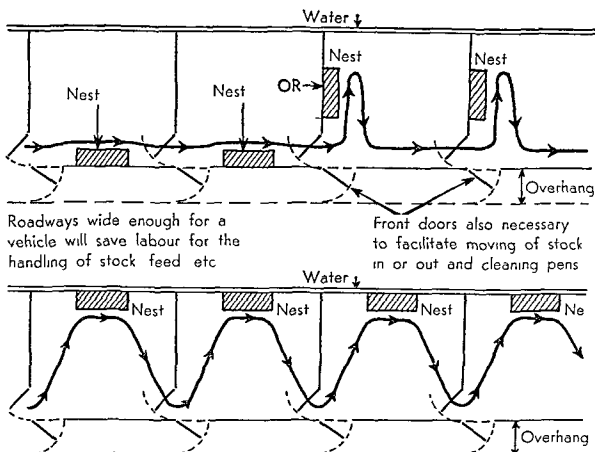 Water
Nest
Nest
OR
Nest
Nest
Overhang
Roadways wide enough for a
vehicle will save labour for the
handling of stock feed etc
Front doors also necessary
to facilitate moving of stock
in or out and cleaning pens
Water
Nest
Nest
Nest
Ne
Overhang